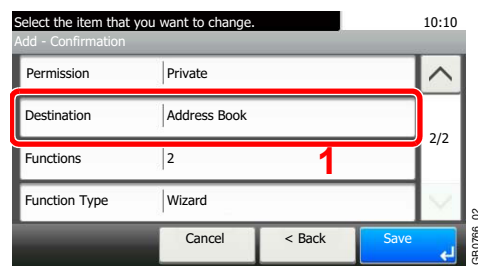 Select the item that you want to change. 10:10
Add - Confirmation
Permission Private
Destination Address Book
2/2
Functions 2 1
Function Type Wizard
Cancel < Back Save
GB0766_02